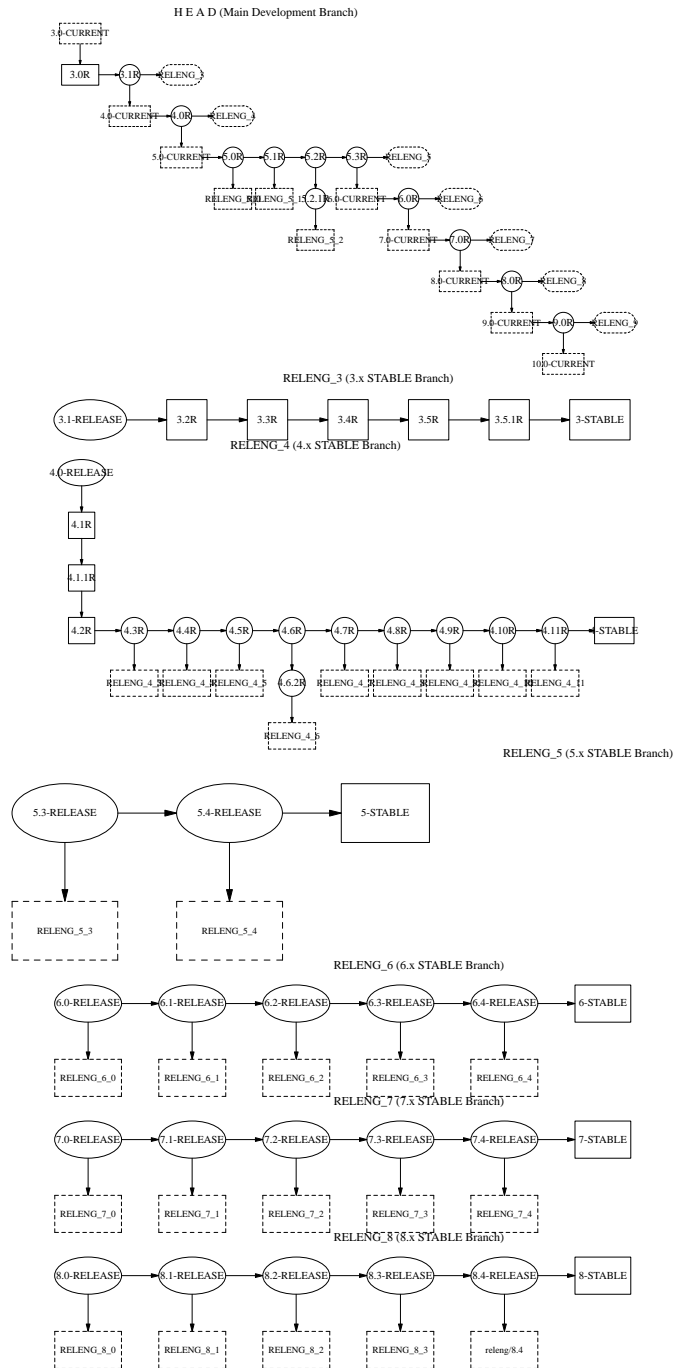 H E A D (Main Development Branch)
3.0-CURRENT
3.0R 3.1R RELENG_3
4.0-CURRENT 4.0R RELENG_4
5.0-CURRENT 5.0R 5.1R 5.2R 5.3R RELENG_5
RELENG_5_1 5.2.1R 6.0-CURRENT 6.0R RELENG_6
RELENG_5_2 7.0-CURRENT 7.0R RELENG_7
8.0-CURRENT 8.0R RELENG_8
9.0-CURRENT 9.0R RELENG_9
10.0-CURRENT
RELENG_3 (3.x STABLE Branch)
3.1-RELEASE 3.2R 3.3R 3.4R 3.5R 3.5.1R 3-STABLE
RELENG_4 (4.x STABLE Branch)
4.0-RELEASE
4.1R
4.1.1R
4.2R 4.3R 4.4R 4.5R 4.6R 4.7R 4.8R 4.9R 4.10R 4.11R
RELENG_4_5 4.6.2R RELENG_4_11
RELENG_4_6
RELENG_5 (5.x STABLE Branch)
5.3-RELEASE 5.4-RELEASE 5-STABLE
RELENG_5_3 RELENG_5_4
RELENG_6 (6.x STABLE Branch)
6.0-RELEASE 6.1-RELEASE 6.2-RELEASE 6.3-RELEASE 6.4-RELEASE 6-STABLE
RELENG_6_0 RELENG_6_1 RELENG_6_2 RELENG_6_3 RELENG_6_4
RELENG_7 (7.x STABLE Branch)
7.0-RELEASE 7.1-RELEASE 7.2-RELEASE 7.3-RELEASE 7.4-RELEASE 7-STABLE
RELENG_7_0 RELENG_7_1 RELENG_7_2 RELENG_7_3 RELENG_7_4
RELENG_8 (8.x STABLE Branch)
8.0-RELEASE 8.1-RELEASE 8.2-RELEASE 8.3-RELEASE 8.4-RELEASE 8-STABLE
RELENG_8_0 RELENG_8_1 RELENG_8_2 RELENG_8_3 releng/8.4